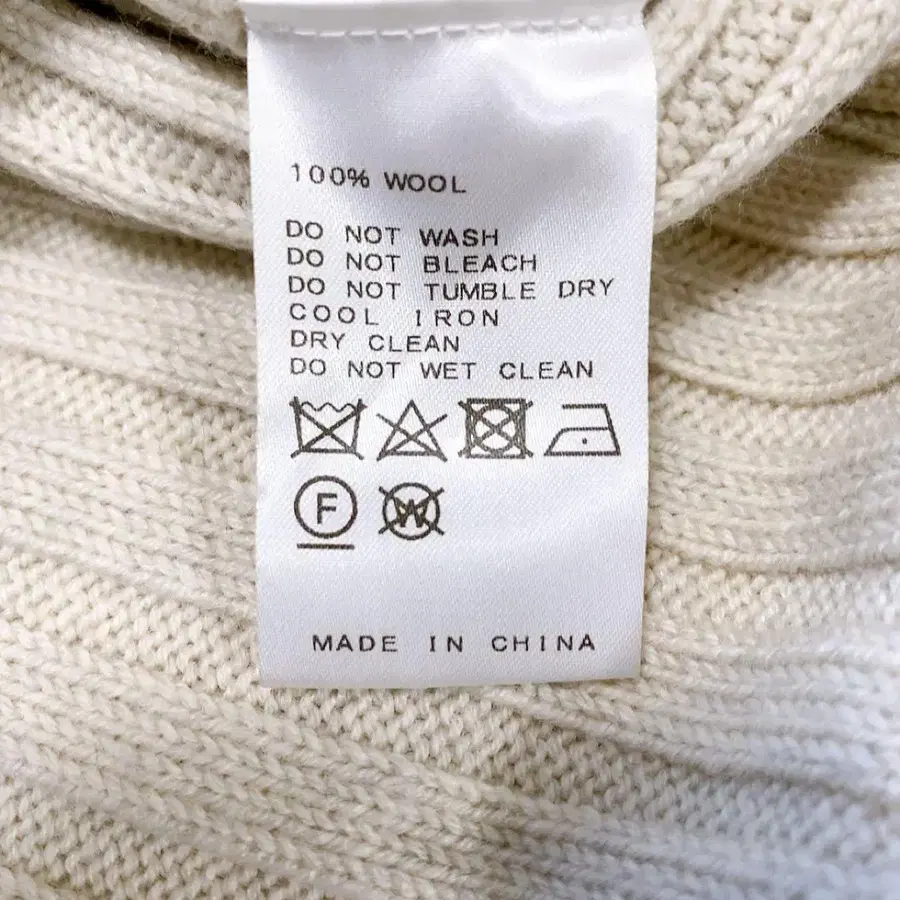 100% WOOL
DO NOT WASH
DO NOT BLEACH
DO NOT TUMBLE DRY
COOL IRON
DRY CLEAN
DO NOT WET CLEAN
F W
MADE IN CHINA